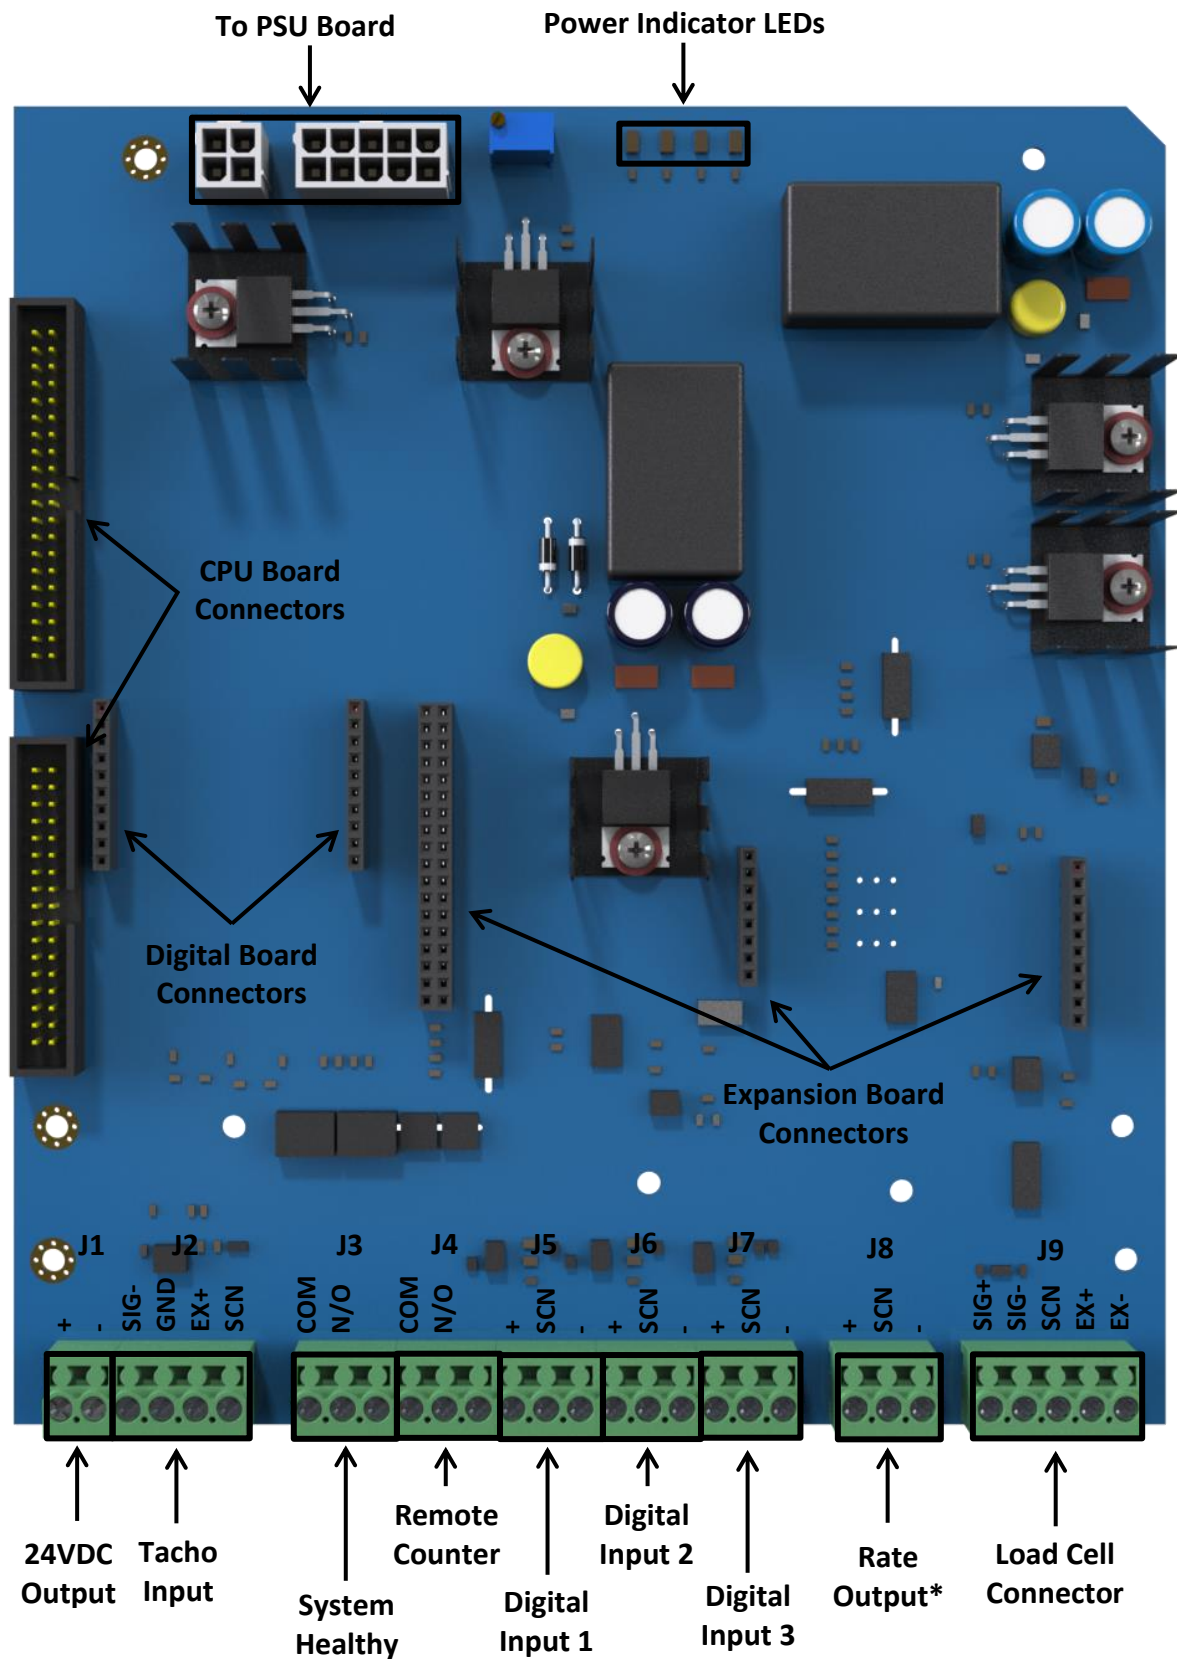 To PSU Board
Power Indicator LEDs
CPU Board
Connectors
Digital Board
Connectors
Expansion Board
Connectors
J1
J2
J3
J4
J5
J6
J7
J8
J9
+
-
SIG-
GND
EX+
SCN
COM
N/O
COM
N/O
+
SCN
-
+
SCN
-
+
SCN
-
+
SCN
-
SIG+
SIG-
SCN
EX+
EX-
24VDC
Output
Tacho
Input
System
Healthy
Remote
Counter
Digital
Input 1
Digital
Input 2
Digital
Input 3
Rate
Output*
Load Cell
Connector